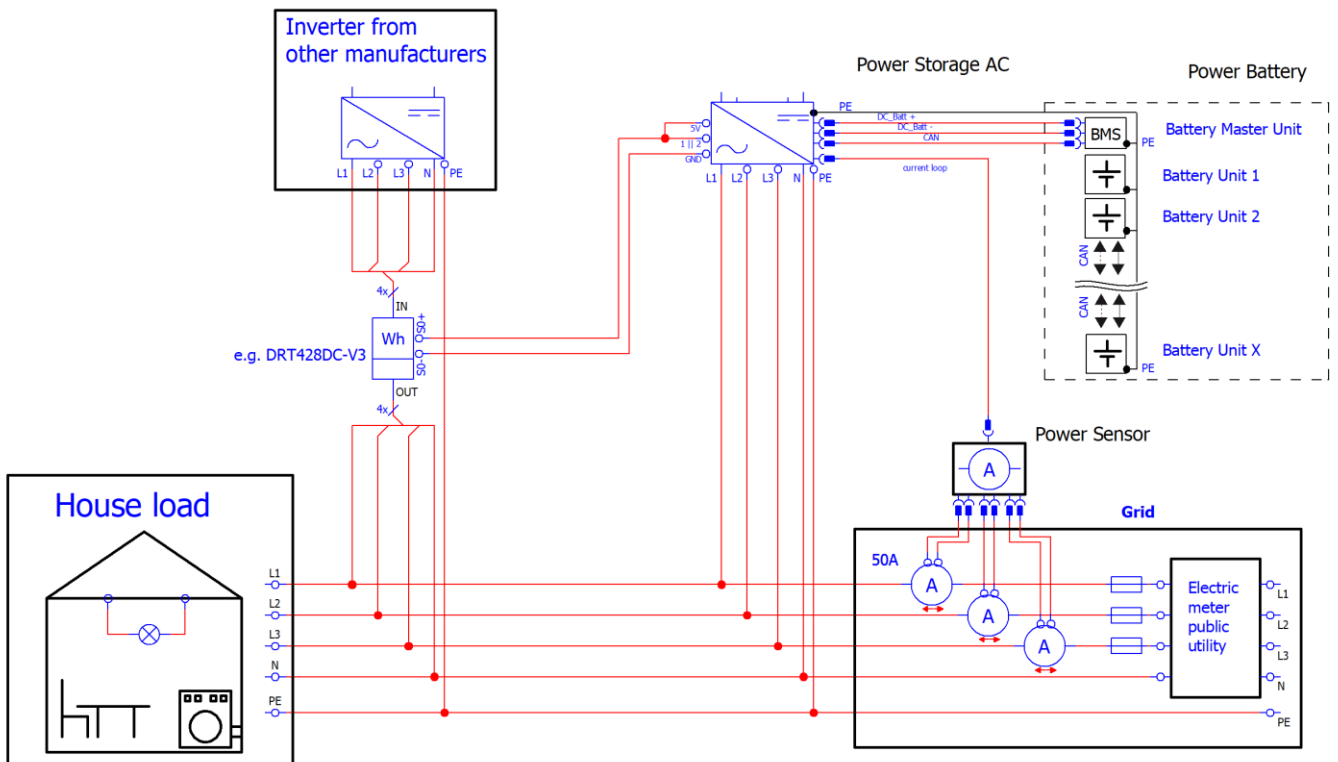 Inverter from
other manufacturers
L1
L2
L3
N
PE
4x
IN
Wh
S0+
S0-
e.g. DRT428DC-V3
OUT
4x
Power Storage AC
PE
5V
1 || 2
GND
DC_Batt +
DC_Batt -
CAN
current loop
L1
L2
L3
N
PE
Power Battery
BMS
Battery Master Unit
PE
Battery Unit 1
Battery Unit 2
CAN
CAN
Battery Unit X
PE
Power Sensor
A
House load
L1
L2
L3
N
PE
Grid
50A
A
A
A
Electric
meter
public
utility
L1
L2
L3
N
PE